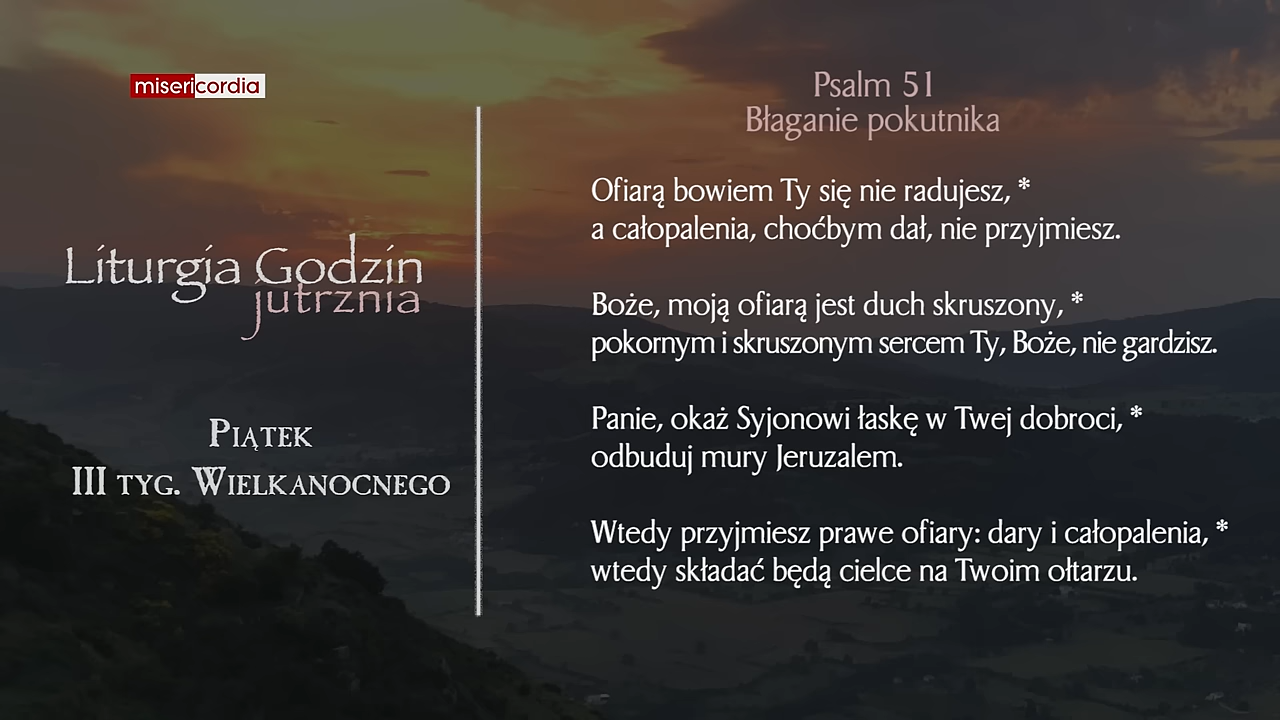 misericordia
Liturgia Godzin
jutrznia
Piątek
III tyg. Wielkanocnego
Psalm 51
Błaganie pokutnika
Ofiarą bowiem Ty się nie radujesz, *
a całopalenia, choćbym dał, nie przyjmiesz.
Boże, moją ofiarą jest duch skruszony, *
pokornym i skruszonym sercem Ty, Boże, nie gardzisz.
Panie, okaż Syjonowi łaskę w Twej dobroci, *
odbuduj mury Jeruzalem.
Wtedy przyjmiesz prawe ofiary: dary i całopalenia, *
wtedy składać będą cielce na Twoim ołtarzu.